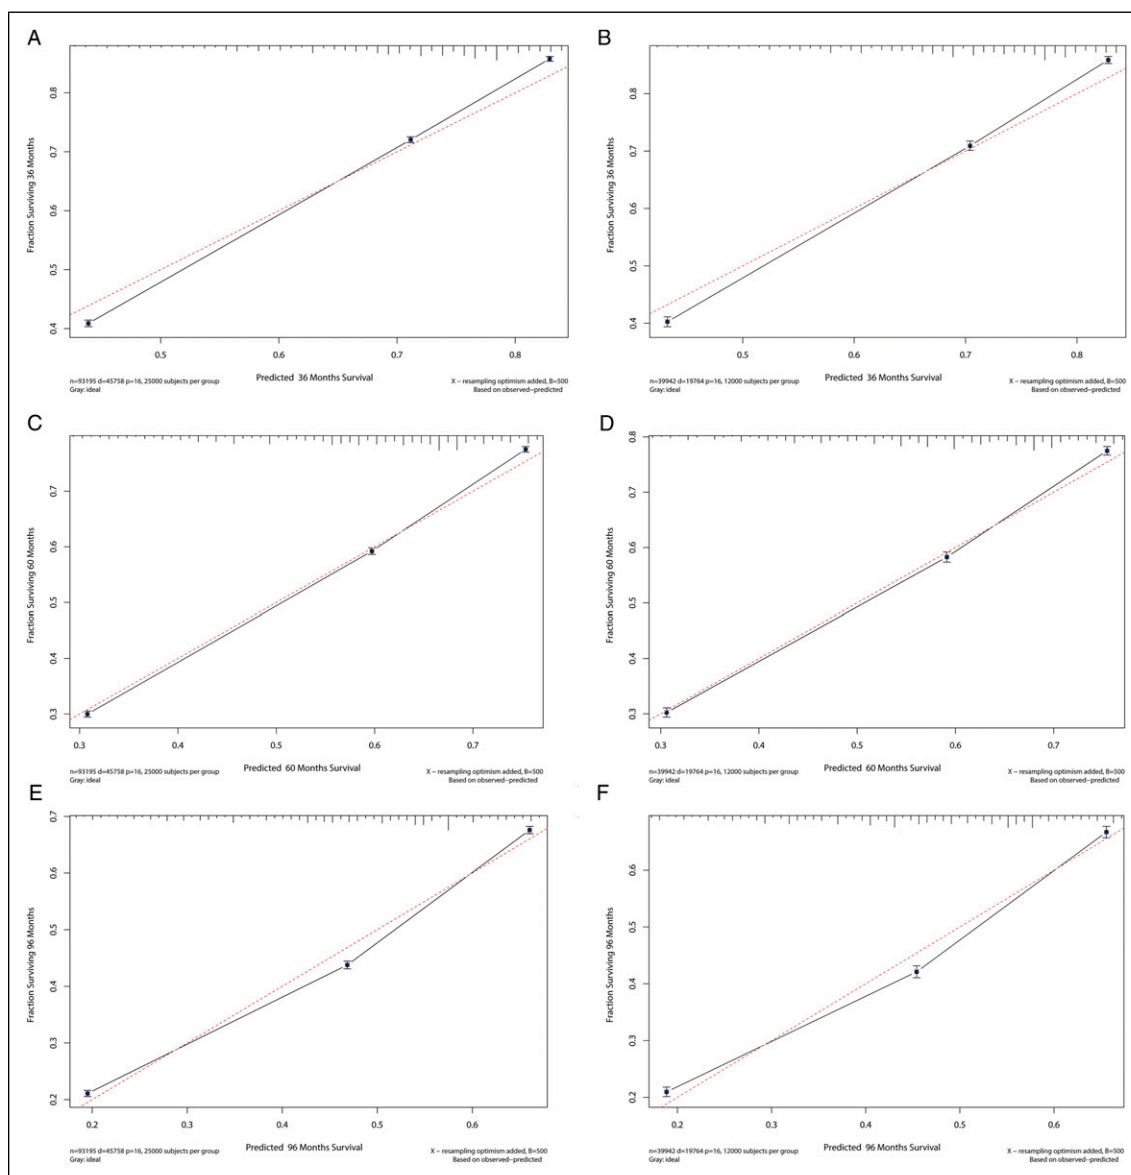 A
B
0.8
0.7
0.6
0.5
0.4
Fraction Surviving 36 Months
0.5 0.6 0.7 0.8
Predicted 36 Months Survival
n=93195 d=45758 p=16, 25000 subjects per group
Gray: ideal
X − resampling optimism added, B=500
Based on observed−predicted
0.8
0.7
0.6
0.5
0.4
Fraction Surviving 36 Months
0.5 0.6 0.7 0.8
Predicted 36 Months Survival
n=39942 d=19764 p=16, 12000 subjects per group
Gray: ideal
X − resampling optimism added, B=500
Based on observed−predicted
C
D
0.7
0.6
0.5
0.4
0.3
Fraction Surviving 60 Months
0.3 0.4 0.5 0.6 0.7
Predicted 60 Months Survival
n=93195 d=45758 p=16, 25000 subjects per group
Gray: ideal
X − resampling optimism added, B=500
Based on observed−predicted
0.8
0.7
0.6
0.5
0.4
0.3
Fraction Surviving 60 Months
0.3 0.4 0.5 0.6 0.7
Predicted 60 Months Survival
n=39942 d=19764 p=16, 12000 subjects per group
Gray: ideal
X − resampling optimism added, B=500
Based on observed−predicted
E
F
0.7
0.6
0.5
0.4
0.3
0.2
Fraction Surviving 96 Months
0.2 0.3 0.4 0.5 0.6
Predicted 96 Months Survival
n=93195 d=45758 p=16, 25000 subjects per group
Gray: ideal
X − resampling optimism added, B=500
Based on observed−predicted
0.6
0.5
0.4
0.3
0.2
Fraction Surviving 96 Months
0.2 0.3 0.4 0.5 0.6
Predicted 96 Months Survival
n=39942 d=19764 p=16, 12000 subjects per group
Gray: ideal
X − resampling optimism added, B=500
Based on observed−predicted